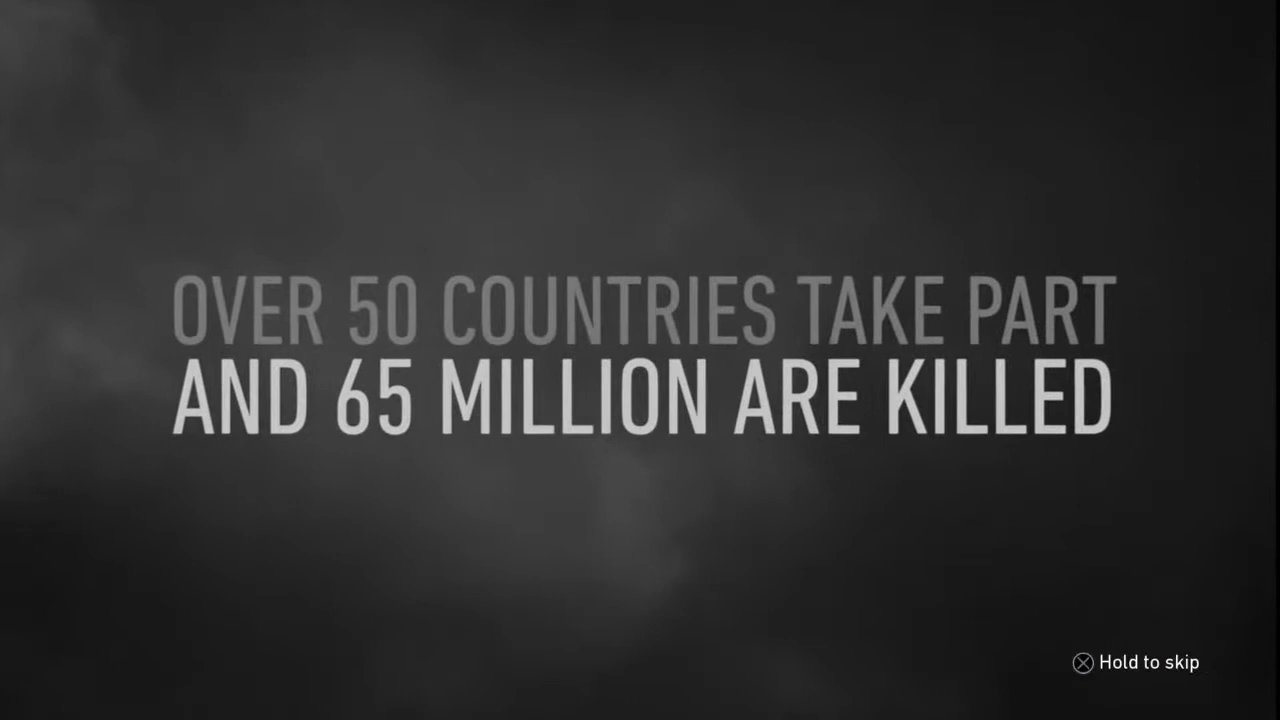 OVER 50 COUNTRIES TAKE PART
AND 65 MILLION ARE KILLED
Hold to skip